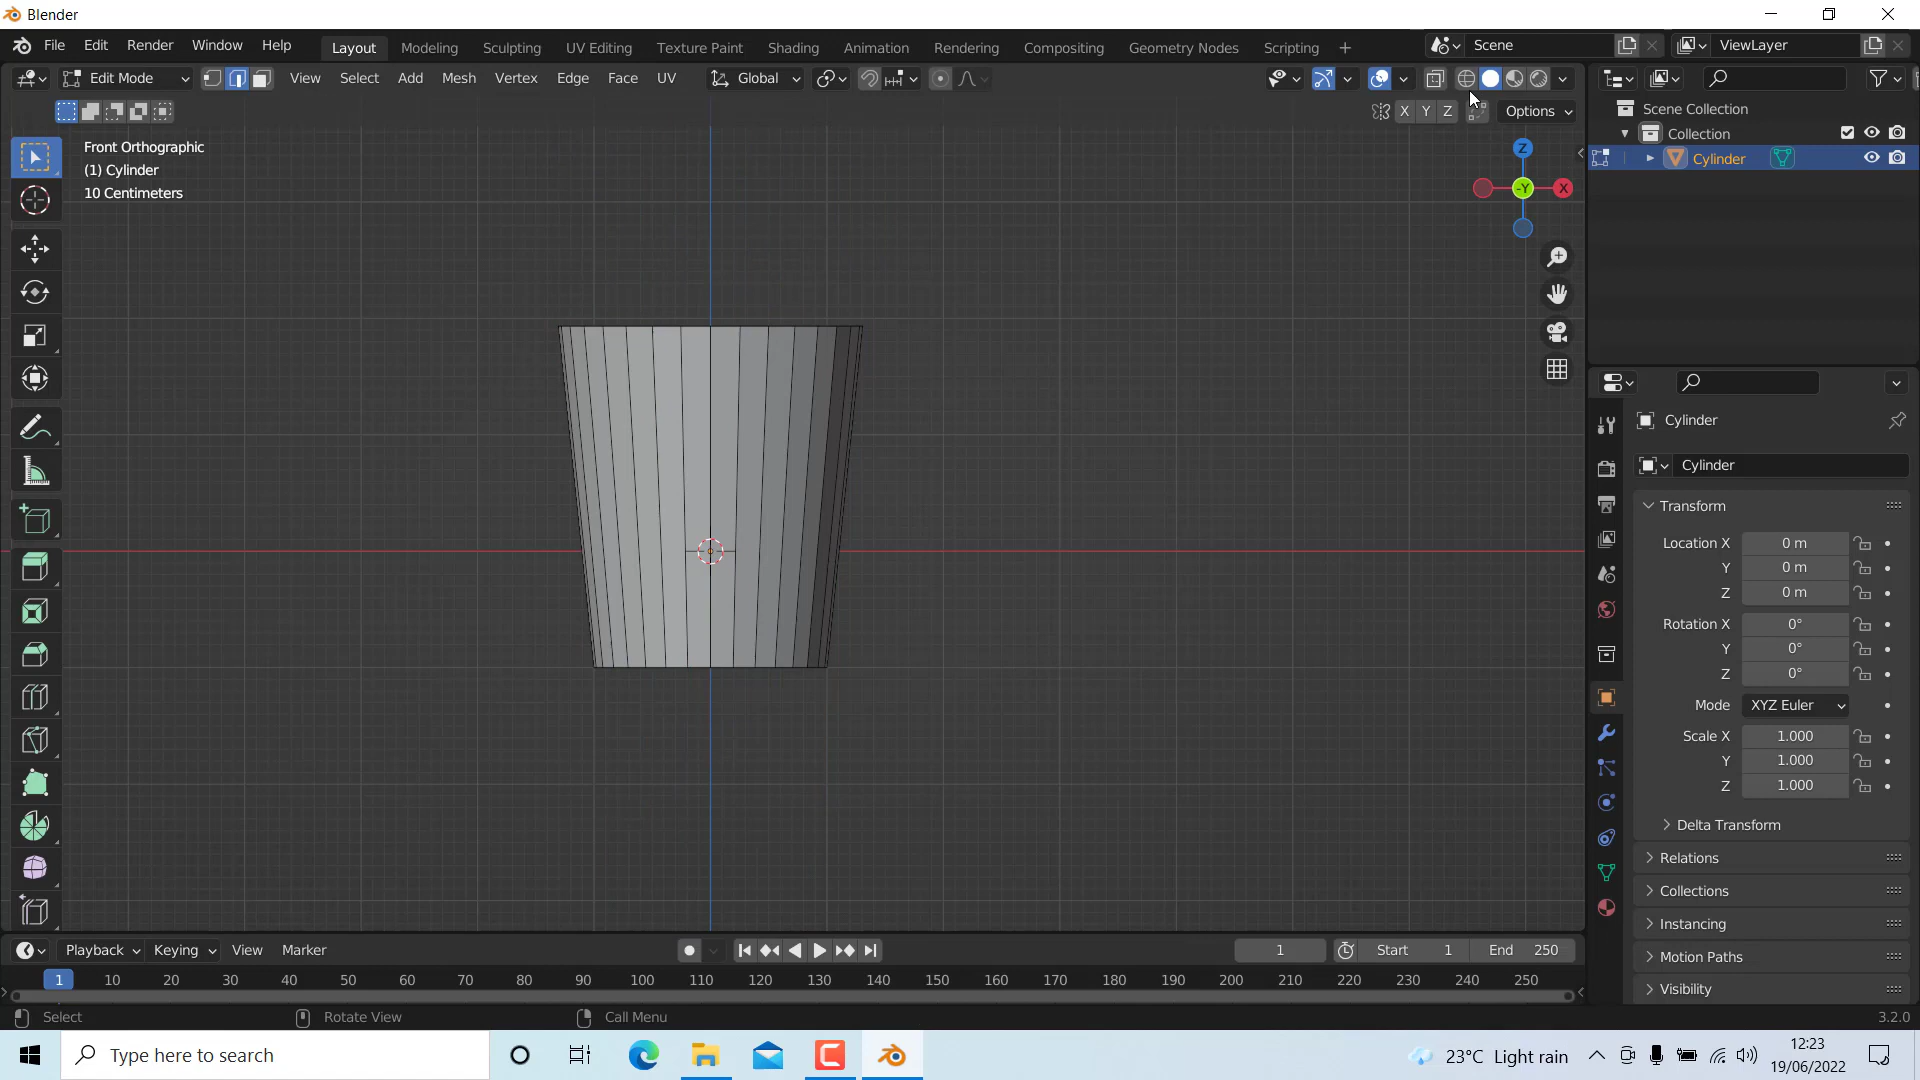 Blender
File Edit Render Window Help Layout Modeling Sculpting UV Editing Texture Paint Shading Animation Rendering Compositing Geometry Nodes Scripting + Scene ViewLayer
Edit Mode View Select Add Mesh Vertex Edge Face UV Global
X Y Z Options
Scene Collection
Collection
Cylinder
Front Orthographic
(1) Cylinder
10 Centimeters
Z
-Y X
Cylinder
Cylinder
Transform
Location X 0 m
Y 0 m
Z 0 m
Rotation X 0°
Y 0°
Z 0°
Mode XYZ Euler
Scale X 1.000
Y 1.000
Z 1.000
Delta Transform
Relations
Collections
Instancing
Motion Paths
Visibility
Playback Keying View Marker 1 Start 1 End 250
1 10 20 30 40 50 60 70 80 90 100 110 120 130 140 150 160 170 180 190 200 210 220 230 240 250
Select Rotate View Call Menu 3.2.0
Type here to search 23°C Light rain 12:23
19/06/2022